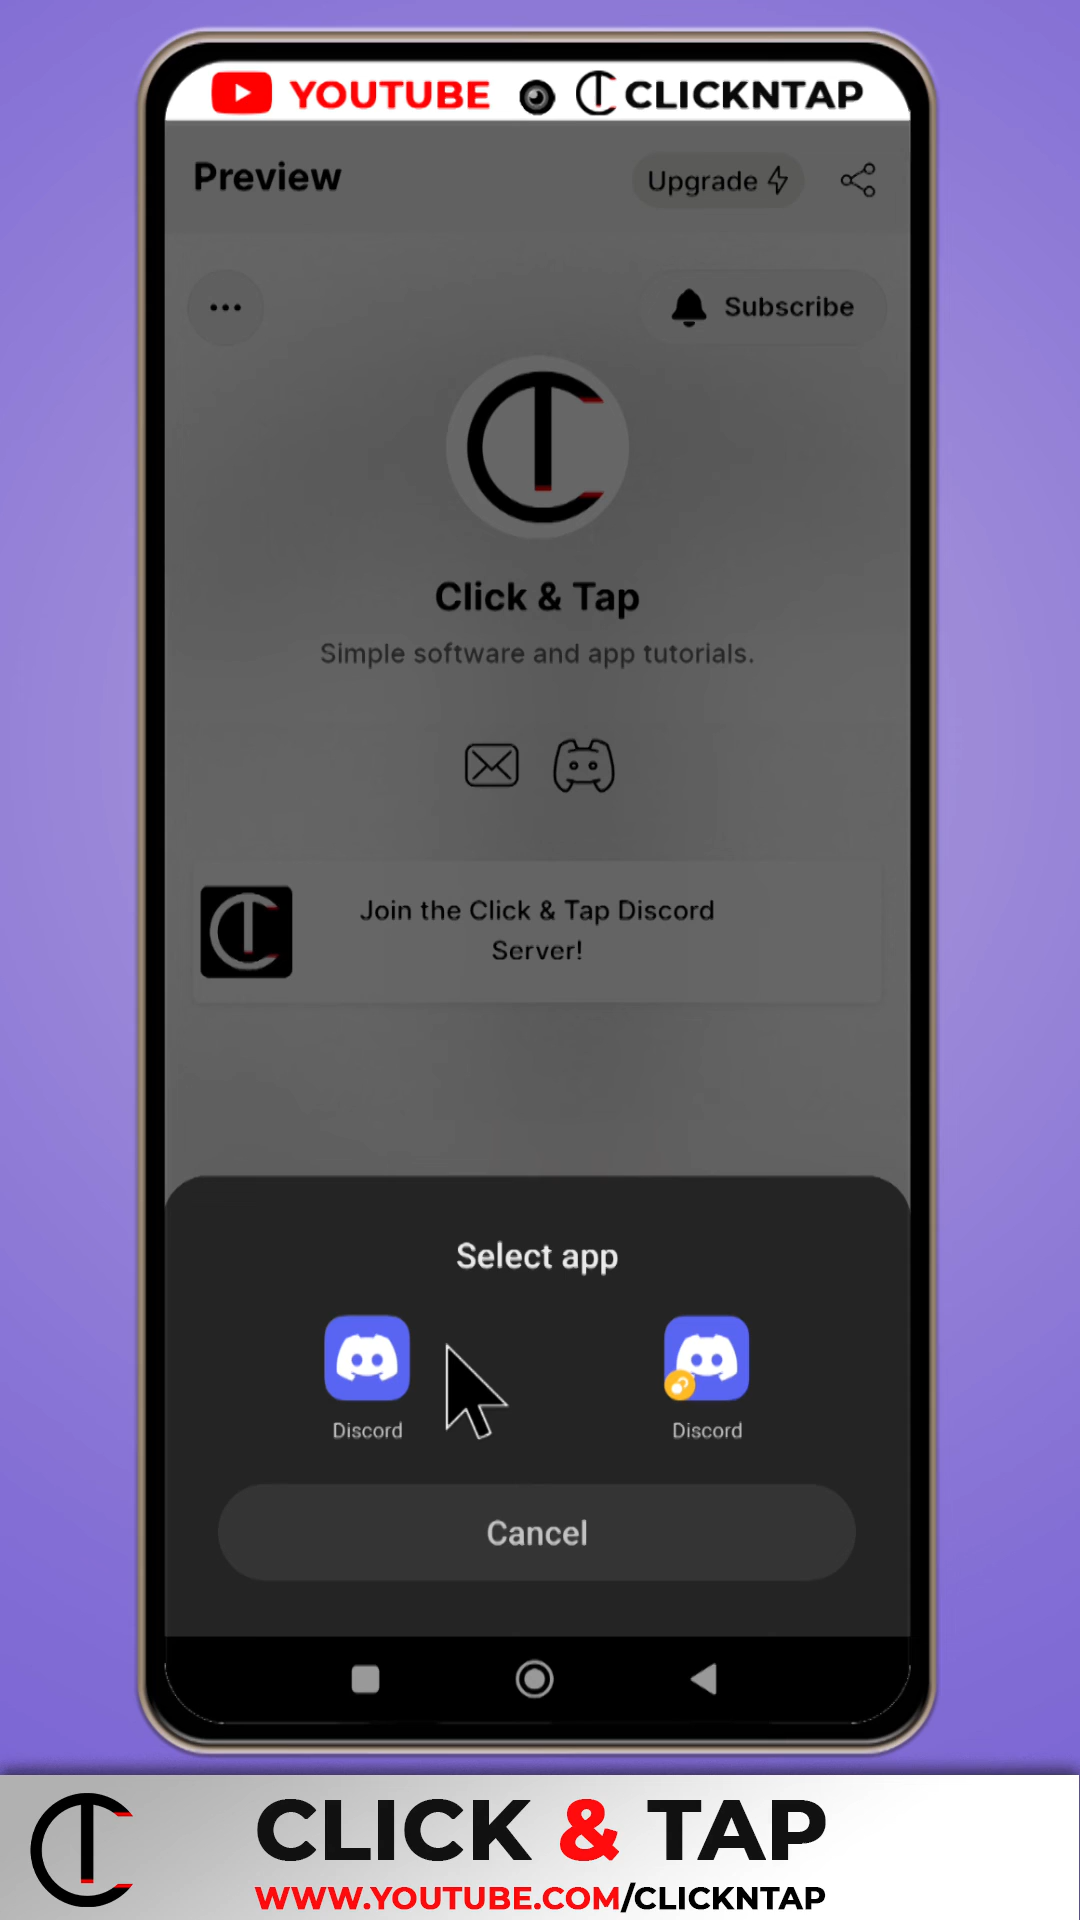 YOUTUBE CLICKNTAP
Preview
Upgrade
Subscribe
Click & Tap
Simple software and app tutorials.
Join the Click & Tap Discord
Server!
Select app
Discord Discord
Cancel
CLICK & TAP
WWW.YOUTUBE.COM/CLICKNTAP